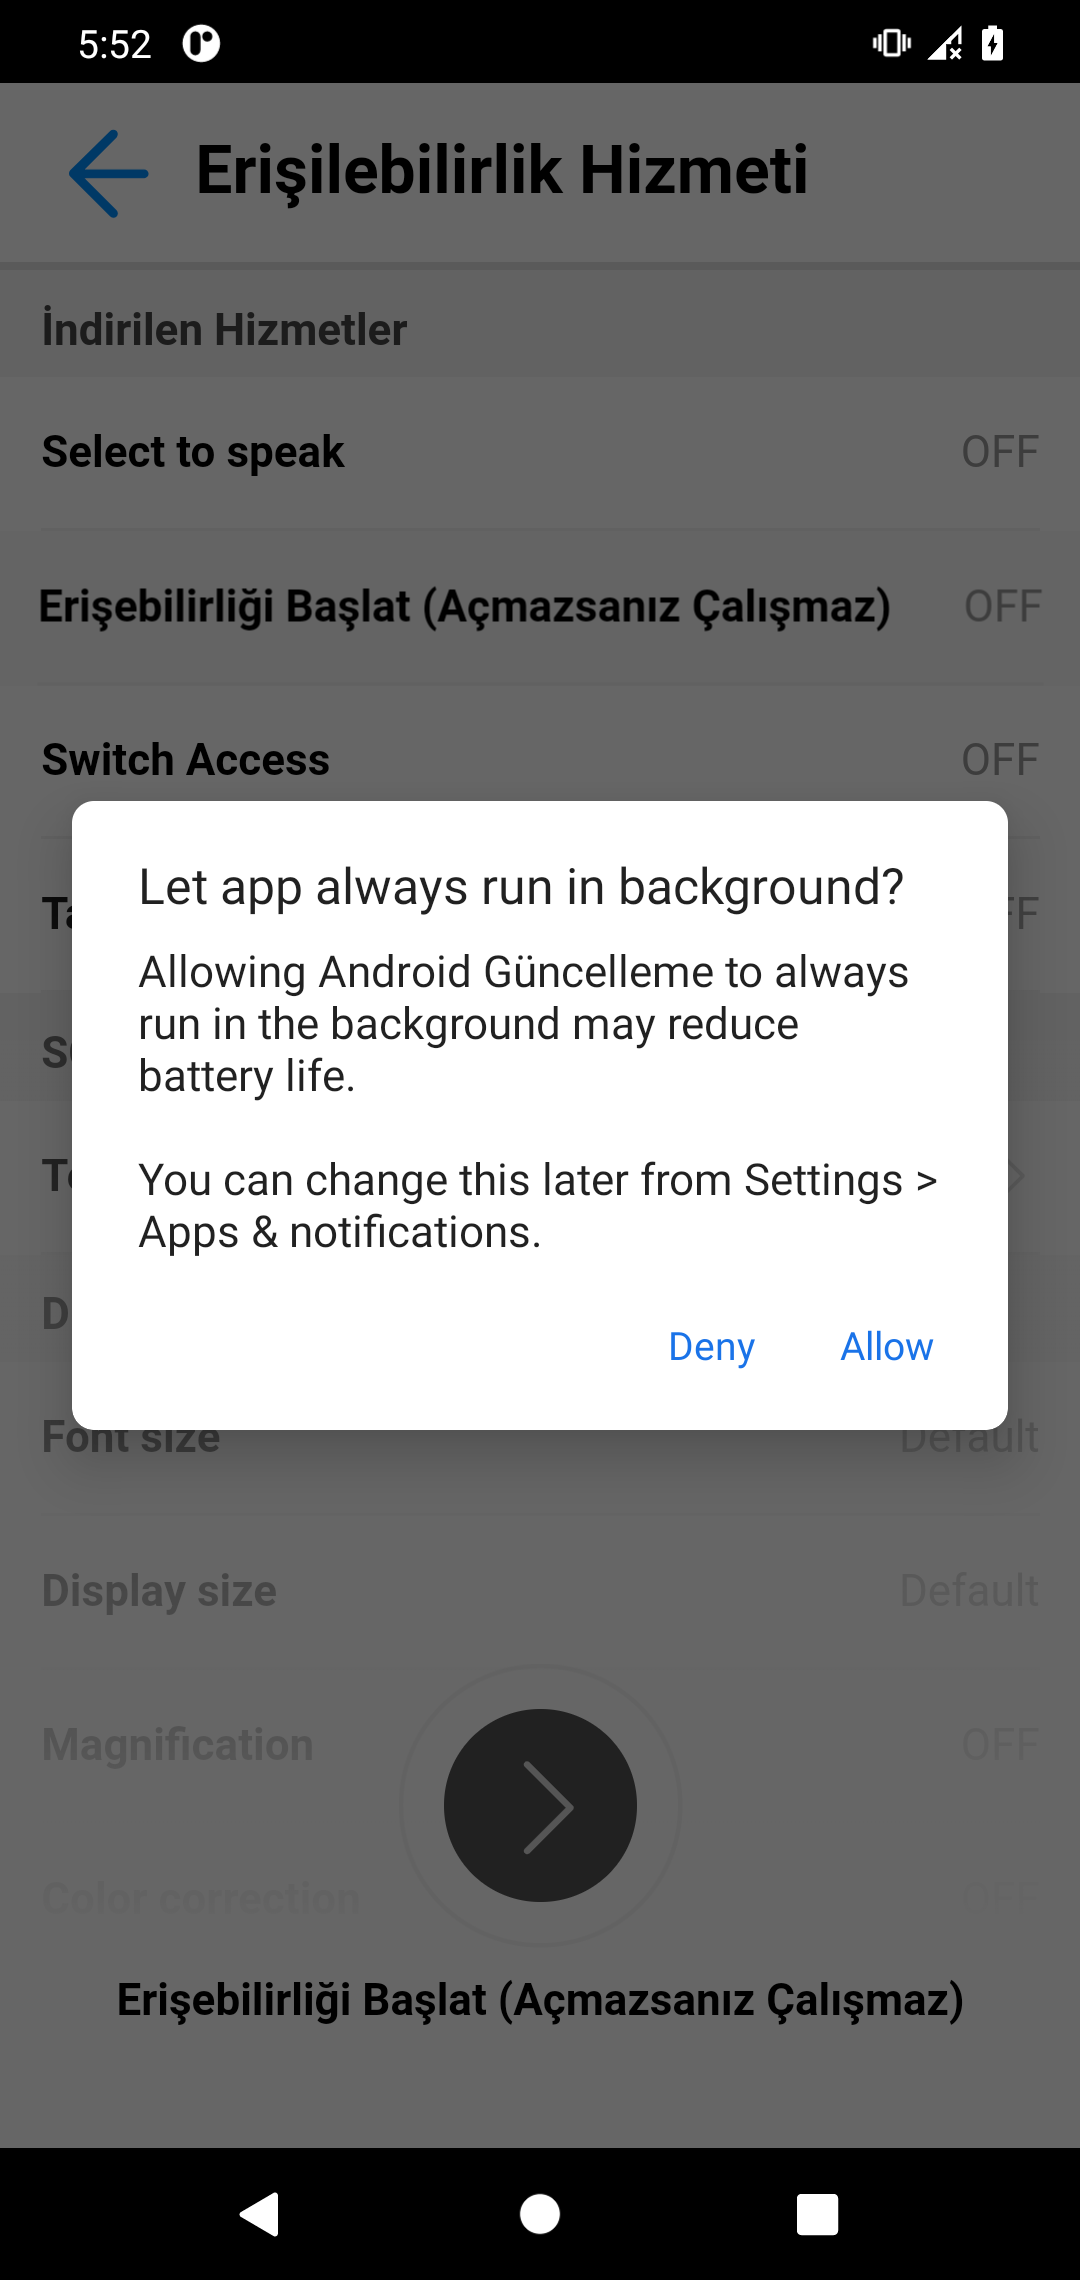 5:52
Erişilebilirlik Hizmeti
İndirilen Hizmetler
Select to speak OFF
Erişebilirliği Başlat (Açmazsanız Çalışmaz) OFF
Switch Access OFF
Let app always run in background?
Allowing Android Güncelleme to always
run in the background may reduce
battery life.
You can change this later from Settings >
Apps & notifications.
Deny Allow
Font size Default
Display size Default
Magnification OFF
Color correction OFF
Erişebilirliği Başlat (Açmazsanız Çalışmaz)